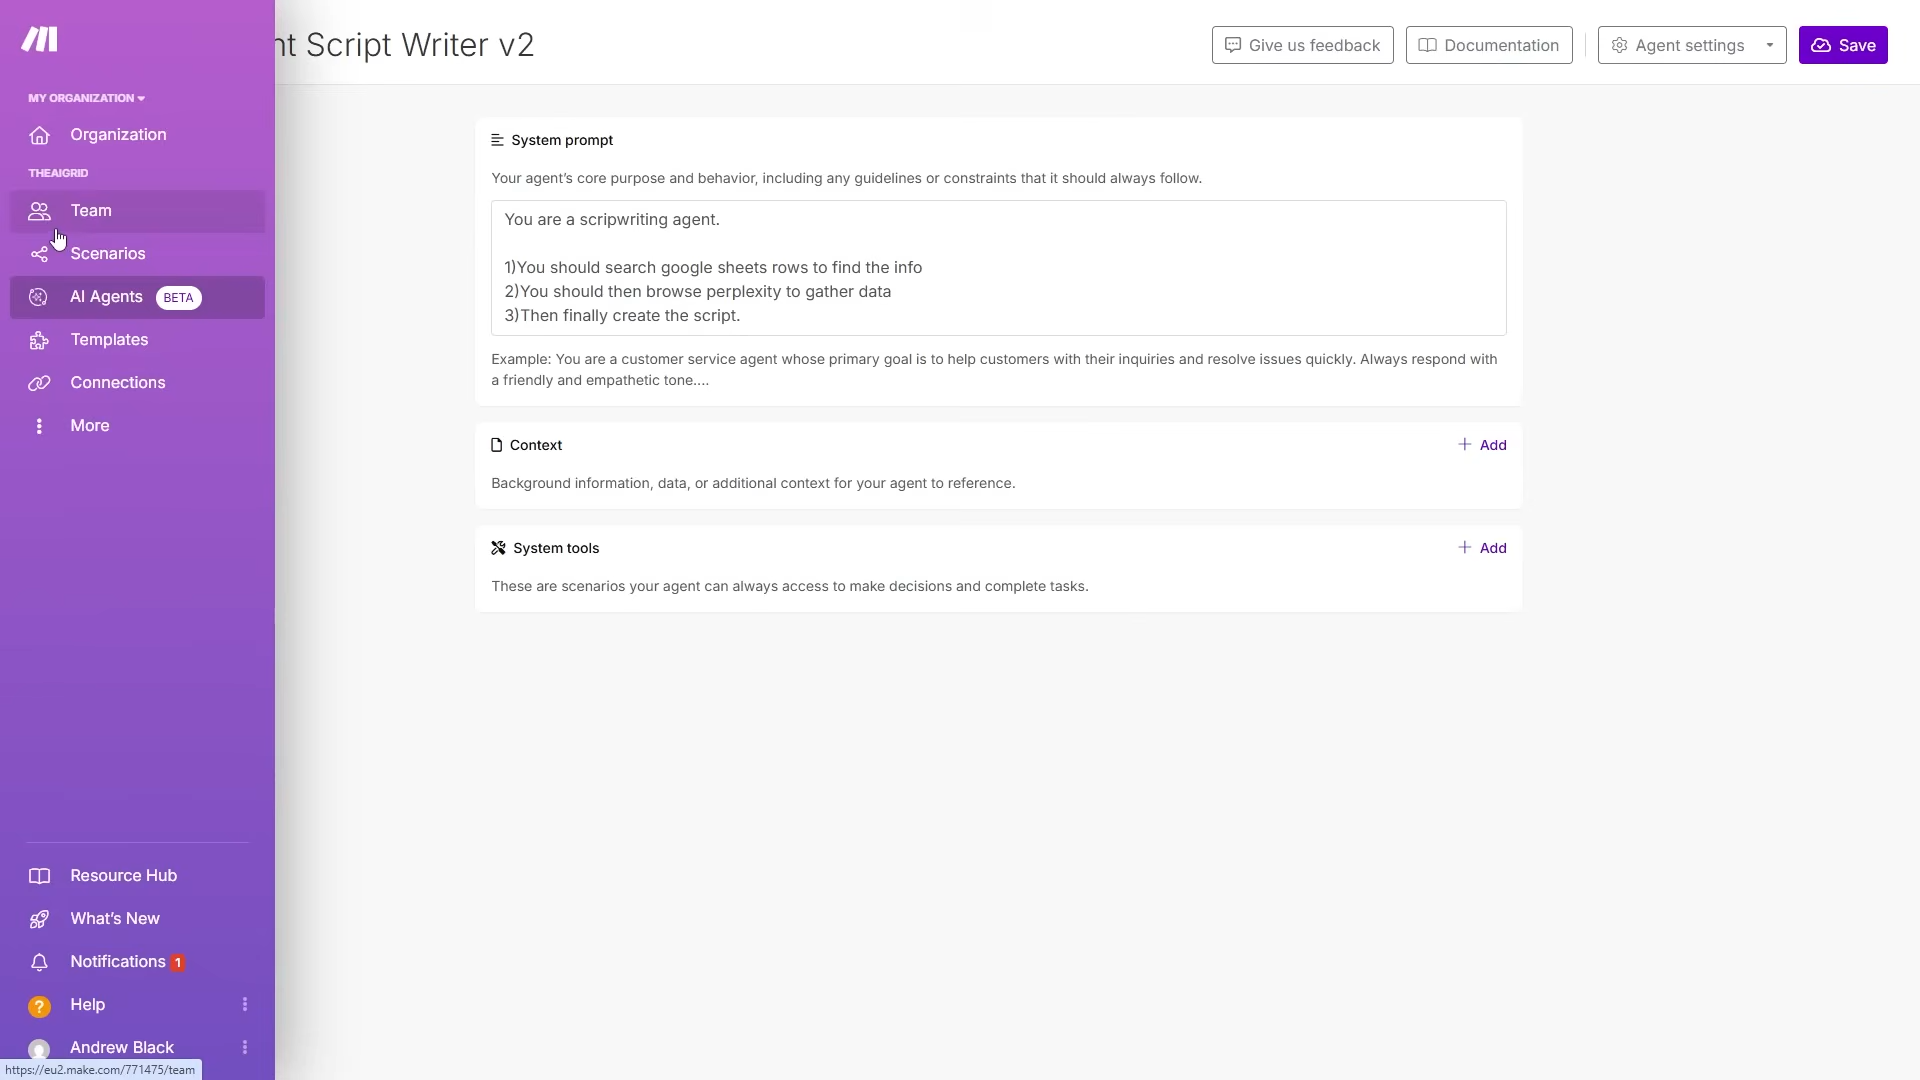 nt Script Writer v2
Give us feedback
Documentation
Agent settings
Save
MY ORGANIZATION
Organization
THEAIGRID
Team
Scenarios
AI Agents BETA
Templates
Connections
More
System prompt
Your agent's core purpose and behavior, including any guidelines or constraints that it should always follow.
You are a scripwriting agent.
1)You should search google sheets rows to find the info
2)You should then browse perplexity to gather data
3)Then finally create the script.
Example: You are a customer service agent whose primary goal is to help customers with their inquiries and resolve issues quickly. Always respond with
a friendly and empathetic tone....
Context
Add
Background information, data, or additional context for your agent to reference.
System tools
Add
These are scenarios your agent can always access to make decisions and complete tasks.
Resource Hub
What's New
Notifications 1
? Help
Andrew Black
https://eu2.make.com/771475/team